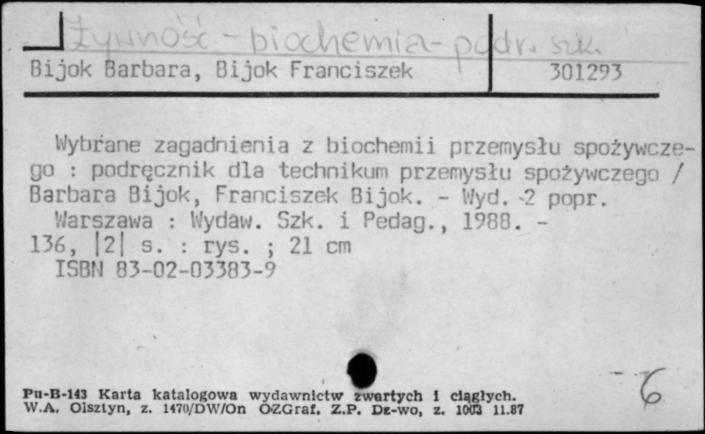 żywność - biochemia - podr. szk.
Bijok Barbara, Bijok Franciszek 301293
Wybrane zagadnienia z biochemii przemysłu spożywcze-
go : podręcznik dla technikum przemysłu spożywczego /
Barbara Bijok, Franciszek Bijok. - Wyd. 2 popr.
Warszawa : Wydaw. Szk. i Pedag., 1988. -
136, |2| s. : rys. ; 21 cm
ISBN 83-02-03383-9
6
Pu-B-143 Karta katalogowa wydawnictw zwartych i ciągłych.
W.A. Olsztyn, z. 1470/DW/On OZGraf. Z.P. Dz-wo, z. 1003 11.87